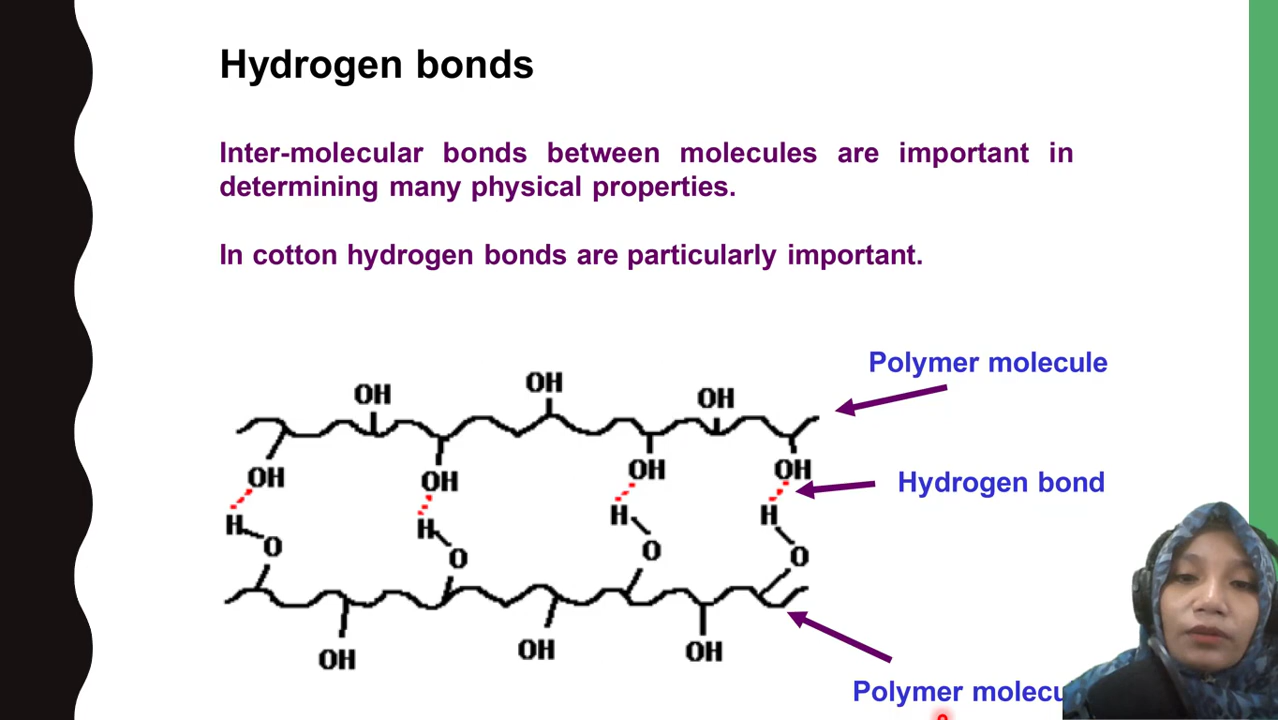 Hydrogen bonds
Inter-molecular bonds between molecules are important in
determining many physical properties.
In cotton hydrogen bonds are particularly important.
Polymer molecule
OH OH OH
OH OH OH OH
Hydrogen bond
H H H H
O O O O
OH OH OH
Polymer